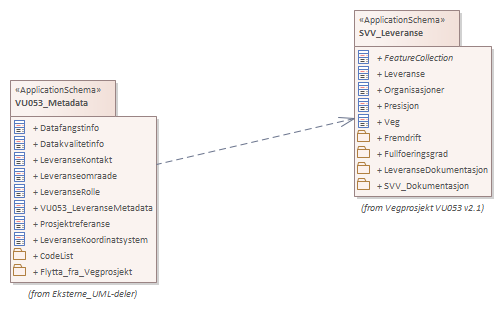 «ApplicationSchema»
SVV_Leveranse
+ FeatureCollection
+ Leveranse
+ Organisasjoner
+ Presisjon
+ Veg
+ Fremdrift
+ Fullfoeringsgrad
+ LeveranseDokumentasjon
+ SVV_Dokumentasjon
(from Vegprosjekt VU053 v2.1)
«ApplicationSchema»
VU053_Metadata
+ Datafangstinfo
+ Datakvalitetinfo
+ LeveranseKontakt
+ Leveranseomraade
+ LeveranseRolle
+ VU053_LeveranseMetadata
+ Prosjektreferanse
+ LeveranseKoordinatsystem
+ CodeList
+ Flytta_fra_Vegprosjekt
(from Eksterne_UML-deler)